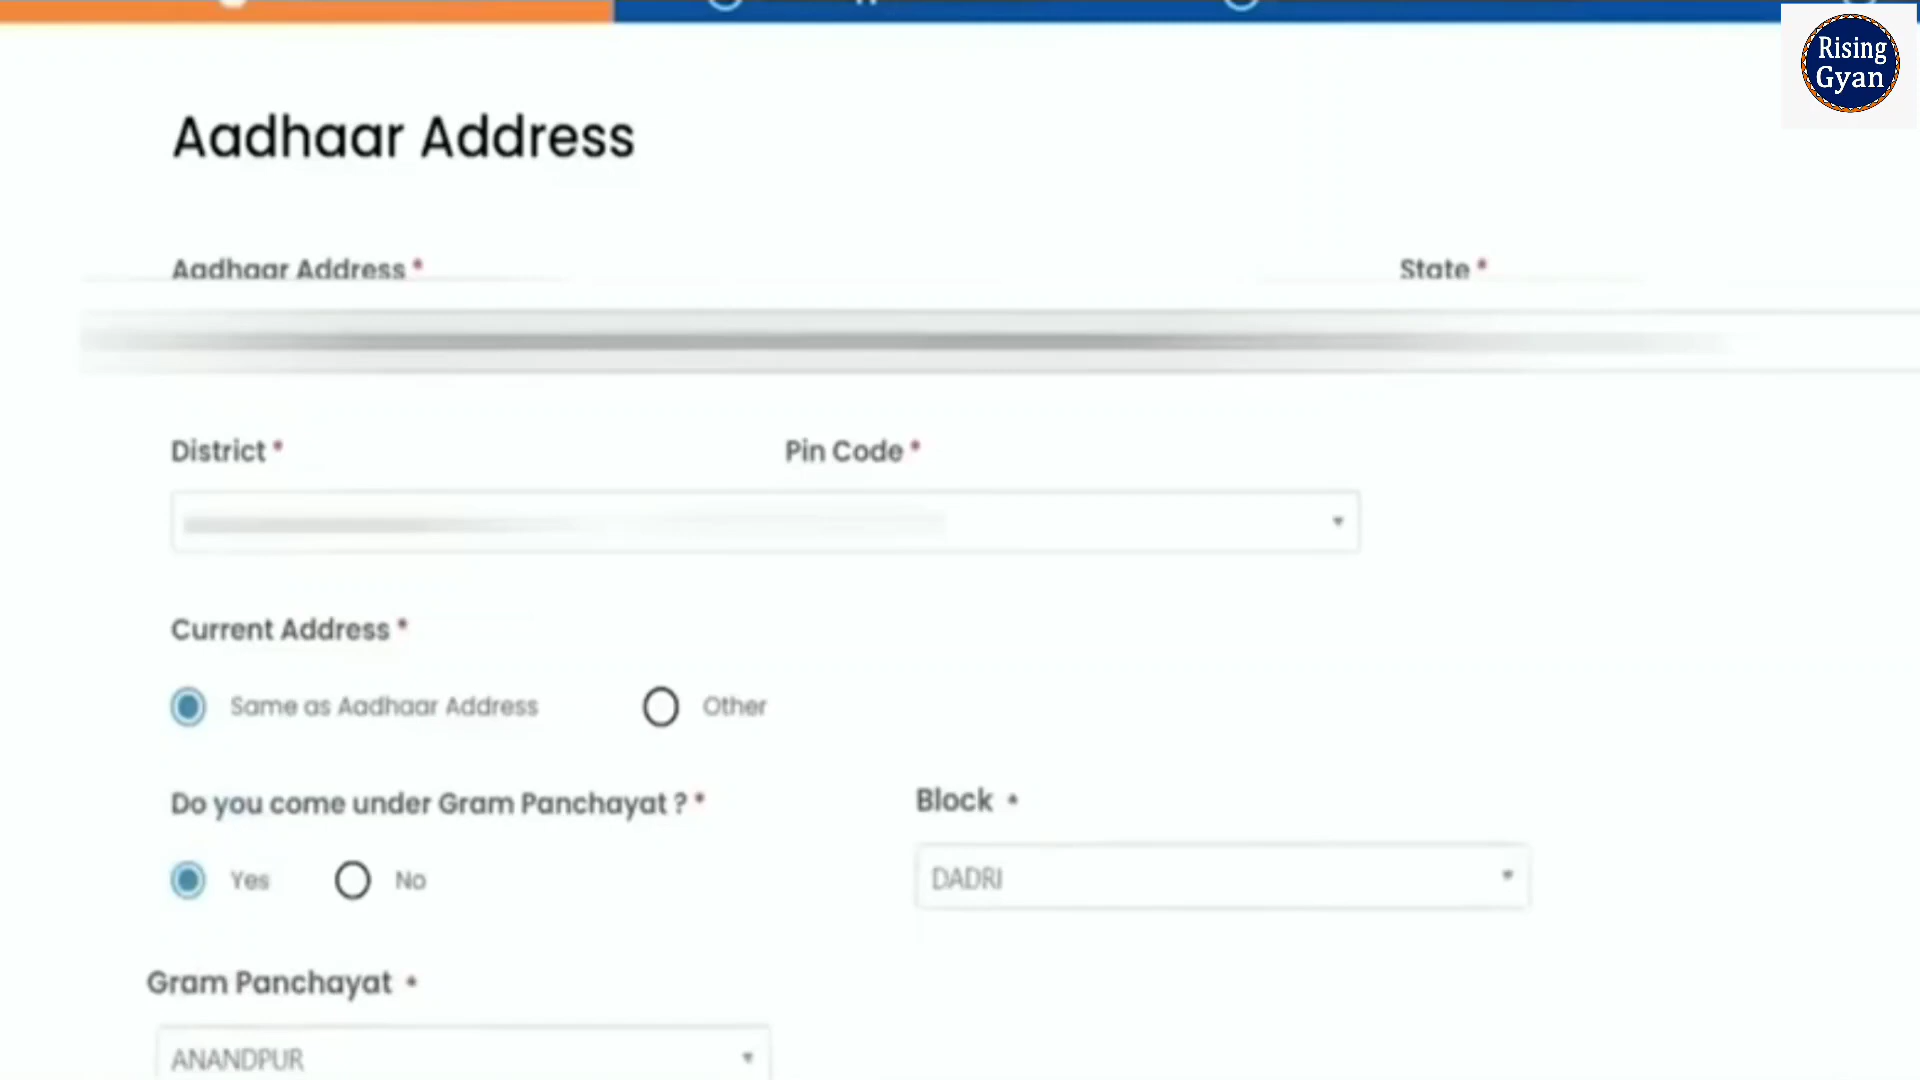 Rising
Gyan
Aadhaar Address
Aadhaar Address * State *
District * Pin Code *
Current Address *
Same as Aadhaar Address Other
Do you come under Gram Panchayat ? * Block *
Yes No DADRI
Gram Panchayat *
ANANDPUR